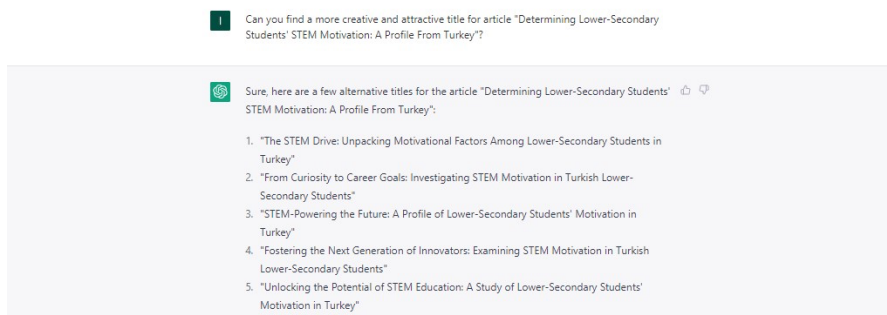 I
Can you find a more creative and attractive title for article "Determining Lower-Secondary
Students' STEM Motivation: A Profile From Turkey"?
Sure, here are a few alternative titles for the article "Determining Lower-Secondary Students'
STEM Motivation: A Profile From Turkey":
1. "The STEM Drive: Unpacking Motivational Factors Among Lower-Secondary Students in
Turkey"
2. "From Curiosity to Career Goals: Investigating STEM Motivation in Turkish Lower-
Secondary Students"
3. "STEM-Powering the Future: A Profile of Lower-Secondary Students' Motivation in
Turkey"
4. "Fostering the Next Generation of Innovators: Examining STEM Motivation in Turkish
Lower-Secondary Students"
5. "Unlocking the Potential of STEM Education: A Study of Lower-Secondary Students'
Motivation in Turkey"